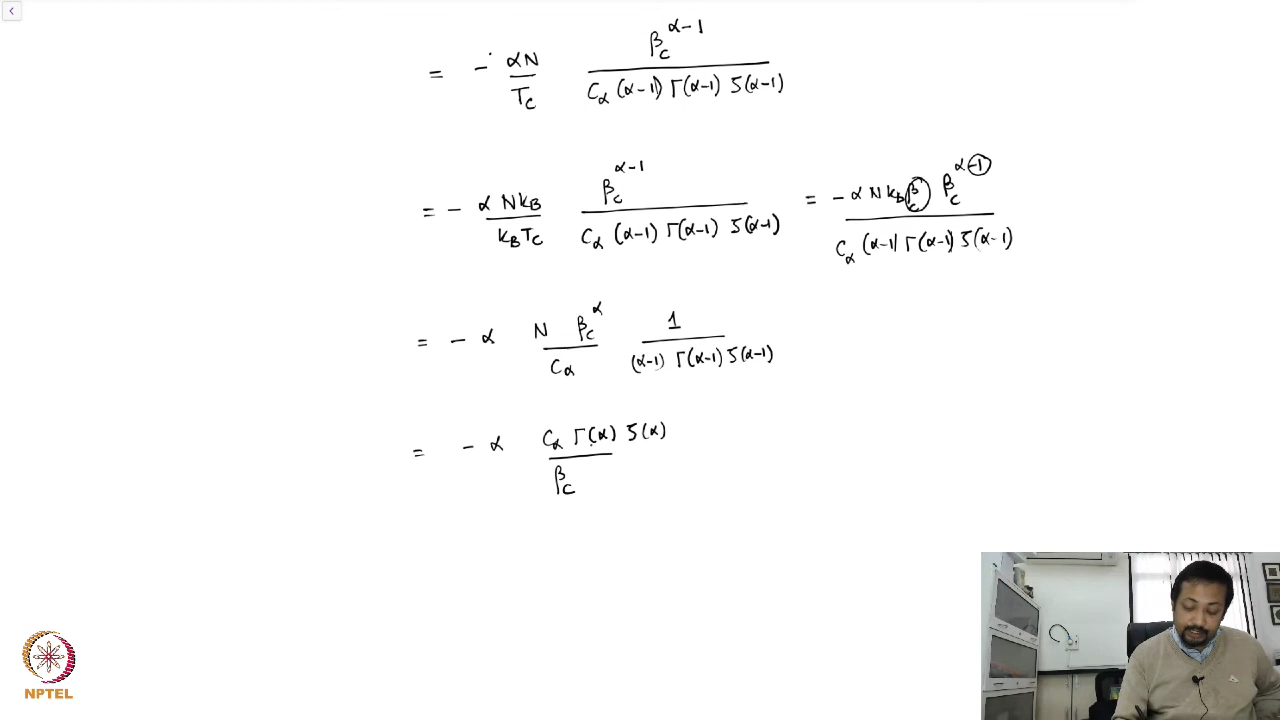 = - αN/T_C β_C^{α-1}/(C_α (α-1) Γ(α-1) ζ(α-1))
= - α N k_B/(k_B T_C) β_C^{α-1}/(C_α (α-1) Γ(α-1) ζ(α-1)) = - α N k_B β_C β_C^{α-1}/(C_α (α-1) Γ(α-1) ζ(α-1))
= - α N β_C^α/C_α 1/((α-1) Γ(α-1) ζ(α-1))
= - α C_α Γ(α) ζ(α)/β_C
NPTEL